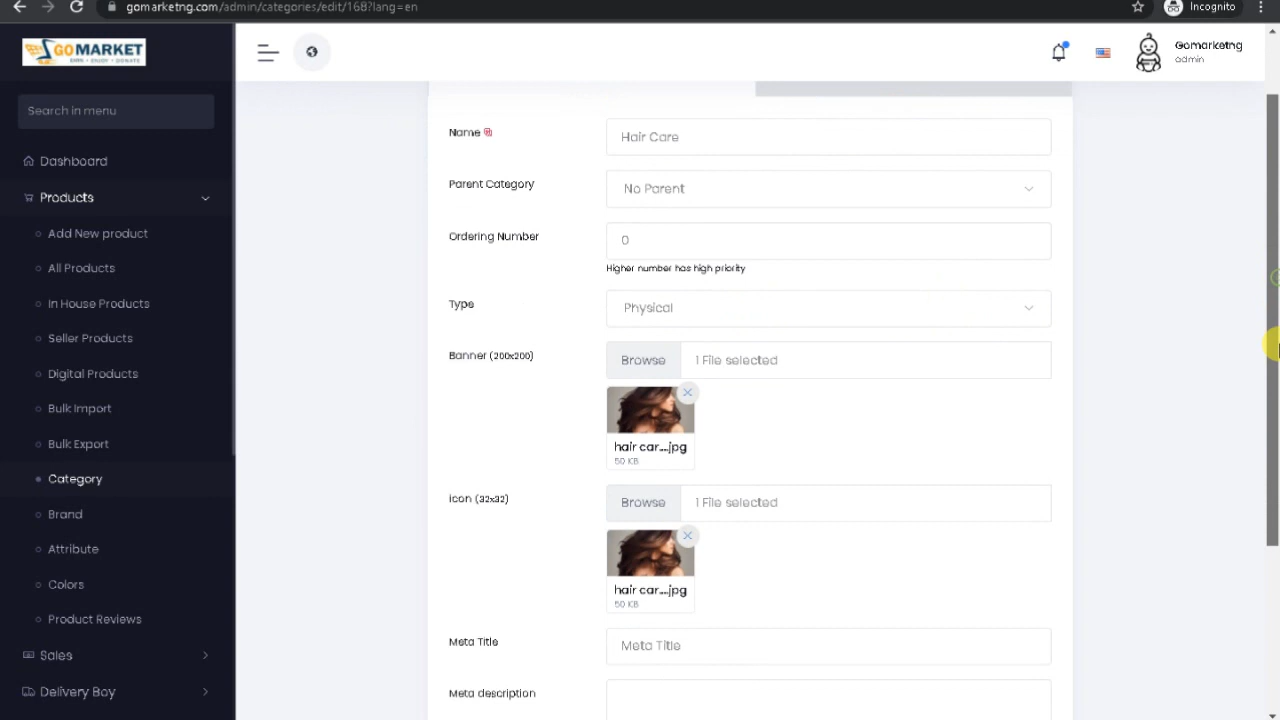 gomarketng.com/admin/categories/edit/168?lang=en
Incognito
GOMARKET
EARN • ENJOY • DONATE
Gomarketng
admin
Search in menu
Dashboard
Products
Add New product
All Products
In House Products
Seller Products
Digital Products
Bulk Import
Bulk Export
Category
Brand
Attribute
Colors
Product Reviews
Sales
Delivery Boy
Name
Hair Care
Parent Category
No Parent
Ordering Number
0
Higher number has high priority
Type
Physical
Banner (200x200)
Browse
1 File selected
hair car....jpg
50 KB
Icon (32x32)
Browse
1 File selected
hair car....jpg
50 KB
Meta Title
Meta Title
Meta description